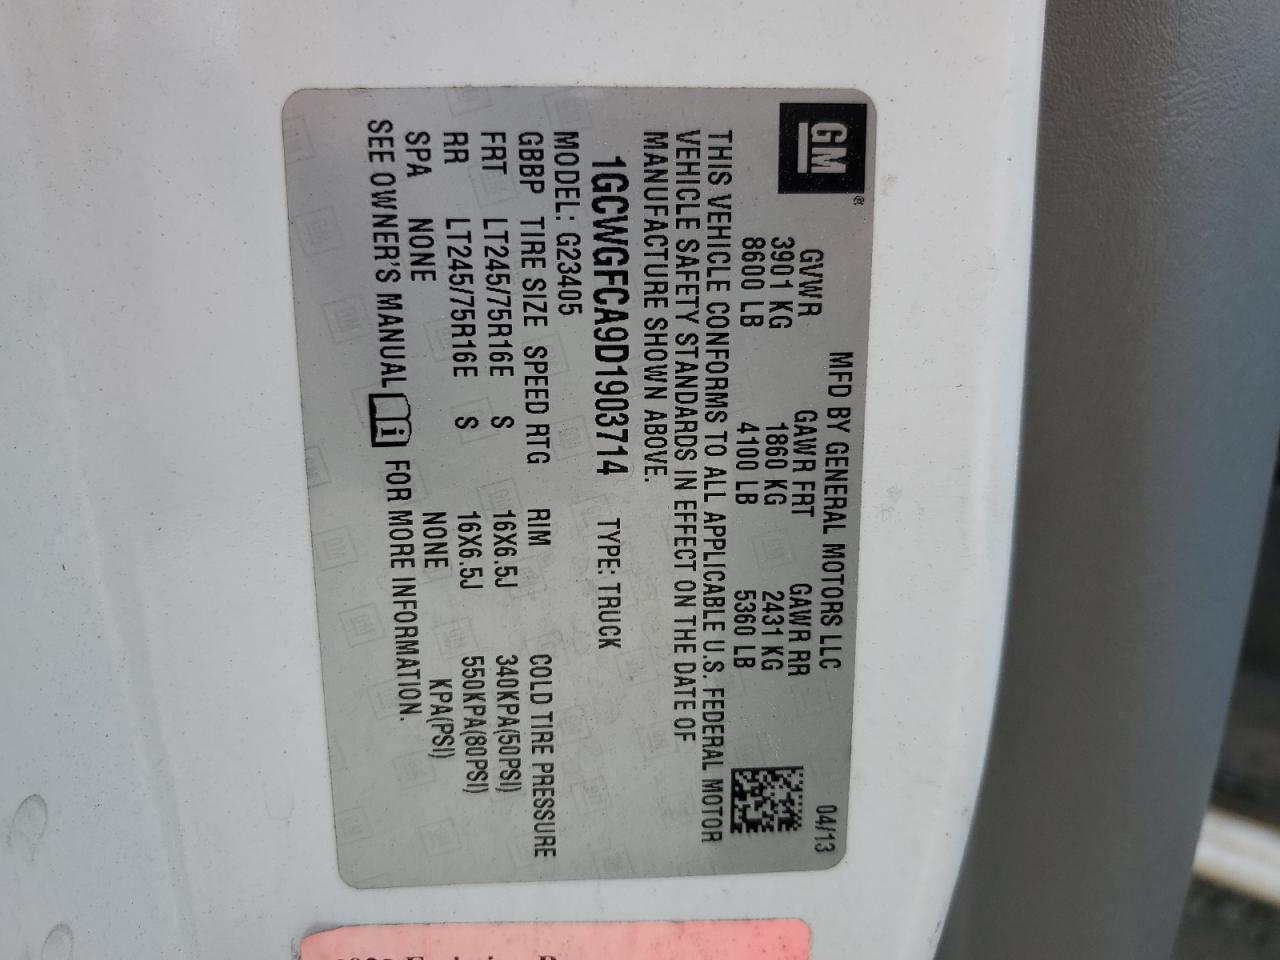 GM
®
MFD BY GENERAL MOTORS LLC 04/13
GVWR GAWR FRT GAWR RR
3901 KG 1860 KG 2431 KG
8600 LB 4100 LB 5360 LB
THIS VEHICLE CONFORMS TO ALL APPLICABLE U.S. FEDERAL MOTOR
VEHICLE SAFETY STANDARDS IN EFFECT ON THE DATE OF
MANUFACTURE SHOWN ABOVE.
1GCWGFCA9D1903714 TYPE: TRUCK
MODEL: G23405
GBBP TIRE SIZE SPEED RTG RIM COLD TIRE PRESSURE
FRT LT245/75R16E S 16X6.5J 340KPA(50PSI)
RR LT245/75R16E S 16X6.5J 550KPA(80PSI)
SPA NONE NONE KPA(PSI)
SEE OWNER'S MANUAL i FOR MORE INFORMATION.